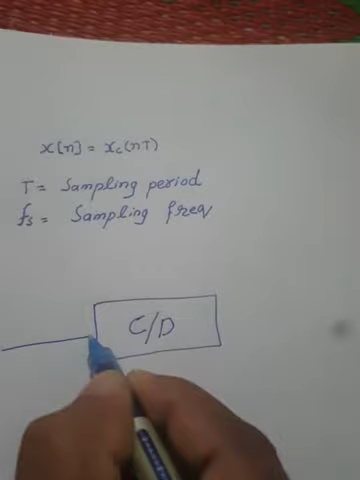 x[n] = xc(nT)
T = Sampling period
fs = Sampling freq
C/D